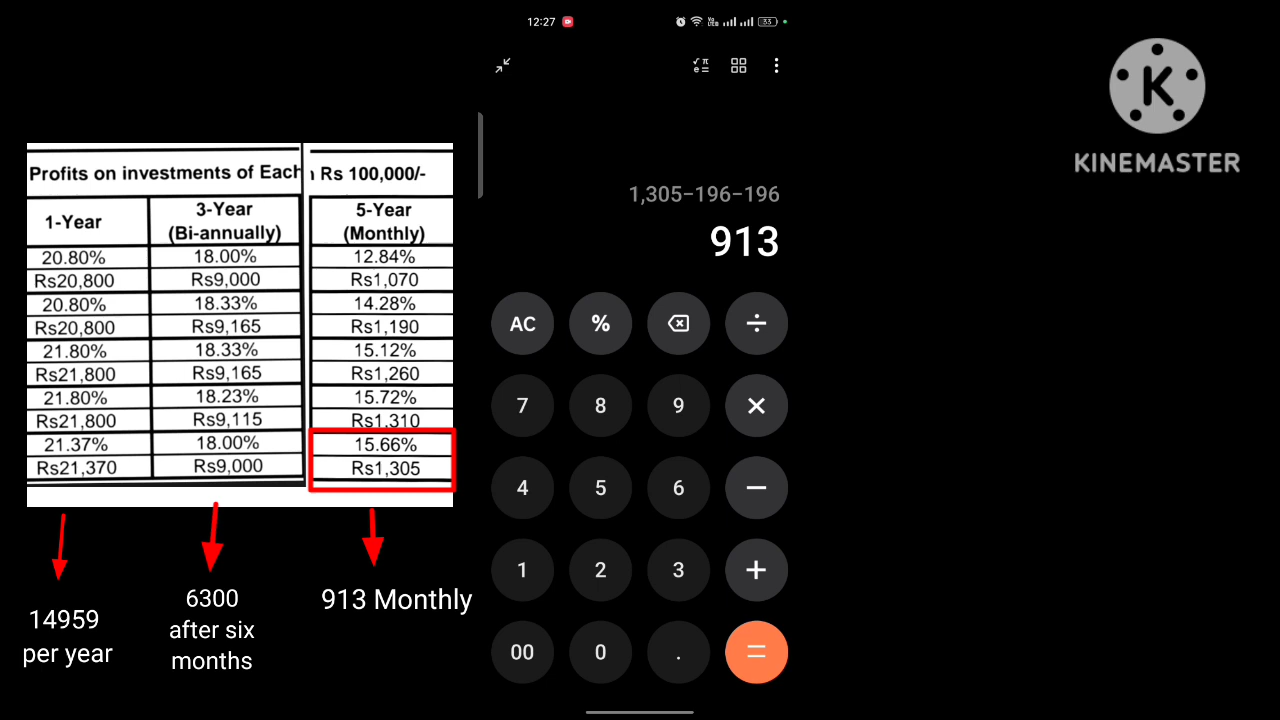 12:27
33
KINEMASTER
Profits on investments of Each
n Rs 100,000/-
1-Year 3-Year (Bi-annually) 5-Year (Monthly)
20.80% 18.00% 12.84%
Rs20,800 Rs9,000 Rs1,070
20.80% 18.33% 14.28%
Rs20,800 Rs9,165 Rs1,190
21.80% 18.33% 15.12%
Rs21,800 Rs9,165 Rs1,260
21.80% 18.23% 15.72%
Rs21,800 Rs9,115 Rs1,310
21.37% 18.00% 15.66%
Rs21,370 Rs9,000 Rs1,305
14959
per year
6300
after six
months
913 Monthly
√ π
e =
1,305−196−196
913
AC % ÷
7 8 9 ×
4 5 6 −
1 2 3 +
00 0 . =
K